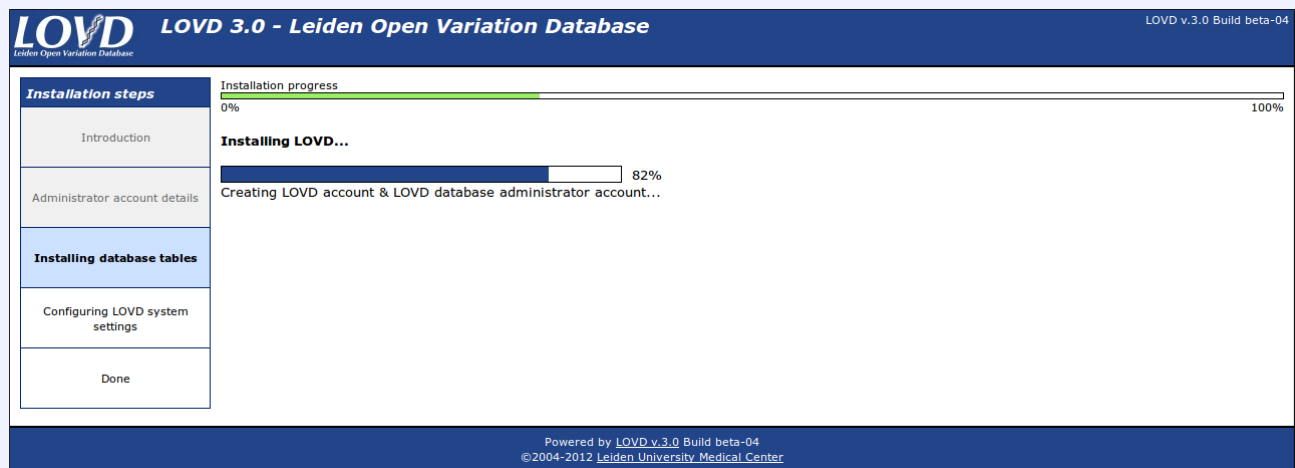 LOVD
Leiden Open Variation Database
LOVD 3.0 - Leiden Open Variation Database
LOVD v.3.0 Build beta-04
Installation steps
Introduction
Administrator account details
Installing database tables
Configuring LOVD system
settings
Done
Installation progress
0% 100%
Installing LOVD...
82%
Creating LOVD account & LOVD database administrator account...
Powered by LOVD v.3.0 Build beta-04
©2004-2012 Leiden University Medical Center